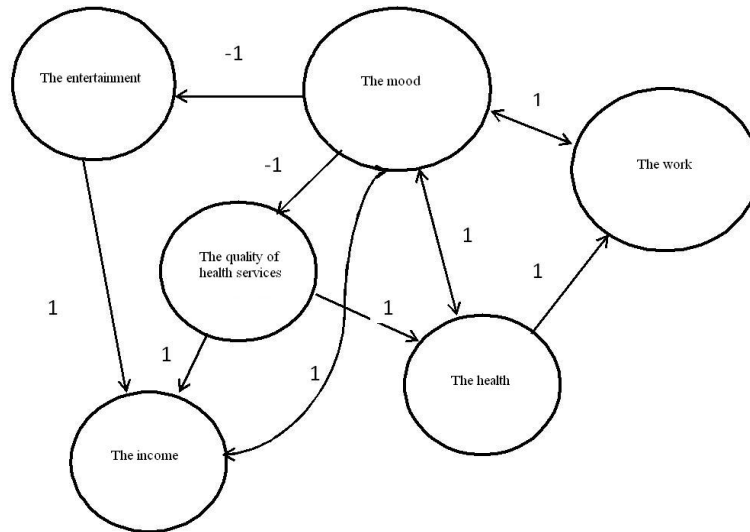 -1
The entertainment
The mood
1
The work
-1
The quality of
health services
1
1
1
1
1
1
The health
The income